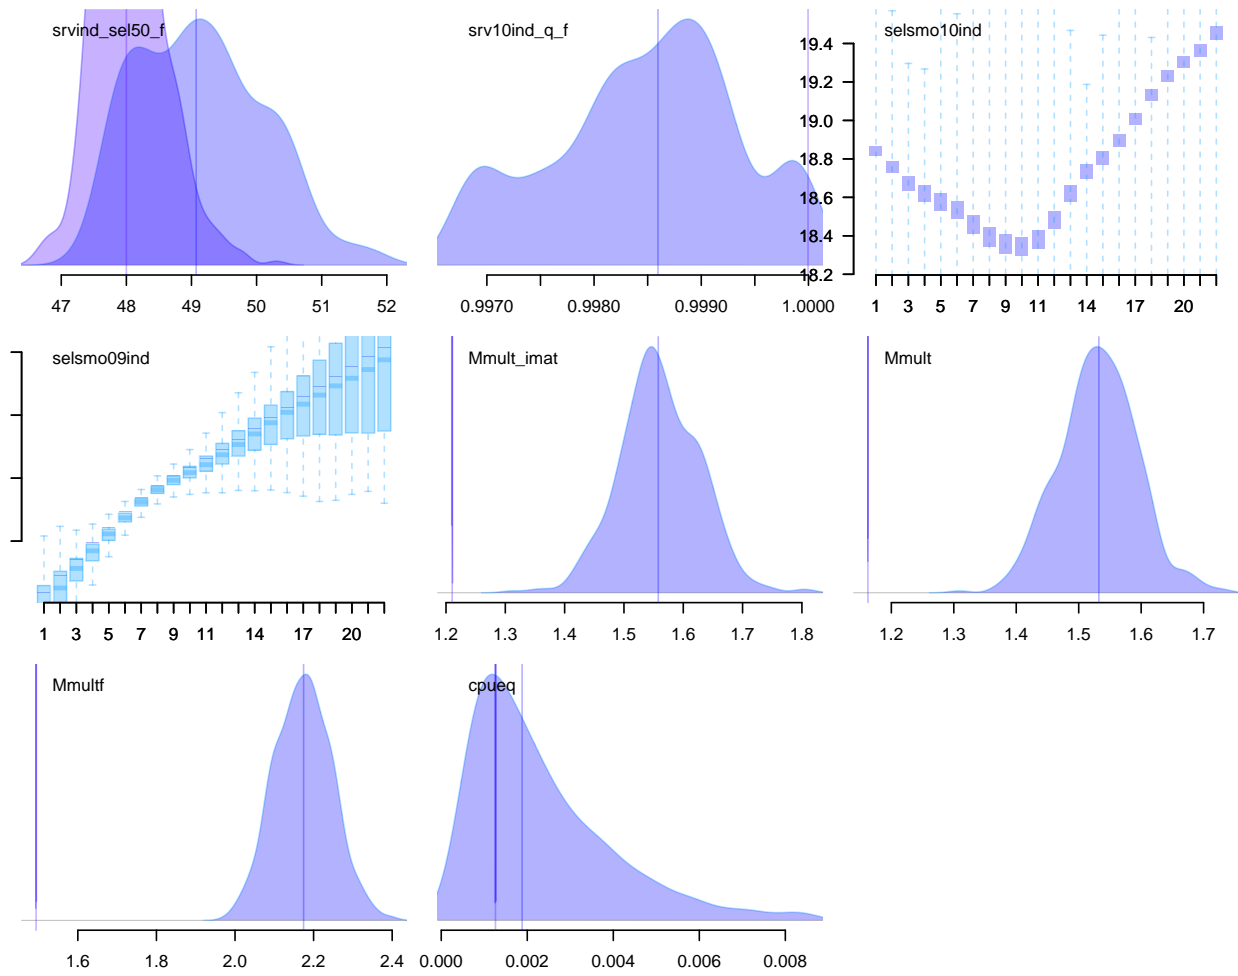 srvind_sel50_f
47 48 49 50 51 52
srv10ind_q_f
0.9970 0.9980 0.9990 1.0000
selsmo10ind
19.4
19.2
19.0
18.8
18.6
18.4
18.2
1 3 5 7 9 11 14 17 20
selsmo09ind
1 3 5 7 9 11 14 17 20
Mmult_imat
1.2 1.3 1.4 1.5 1.6 1.7 1.8
Mmult
1.2 1.3 1.4 1.5 1.6 1.7
Mmultf
1.6 1.8 2.0 2.2 2.4
cpueq
0.000 0.002 0.004 0.006 0.008